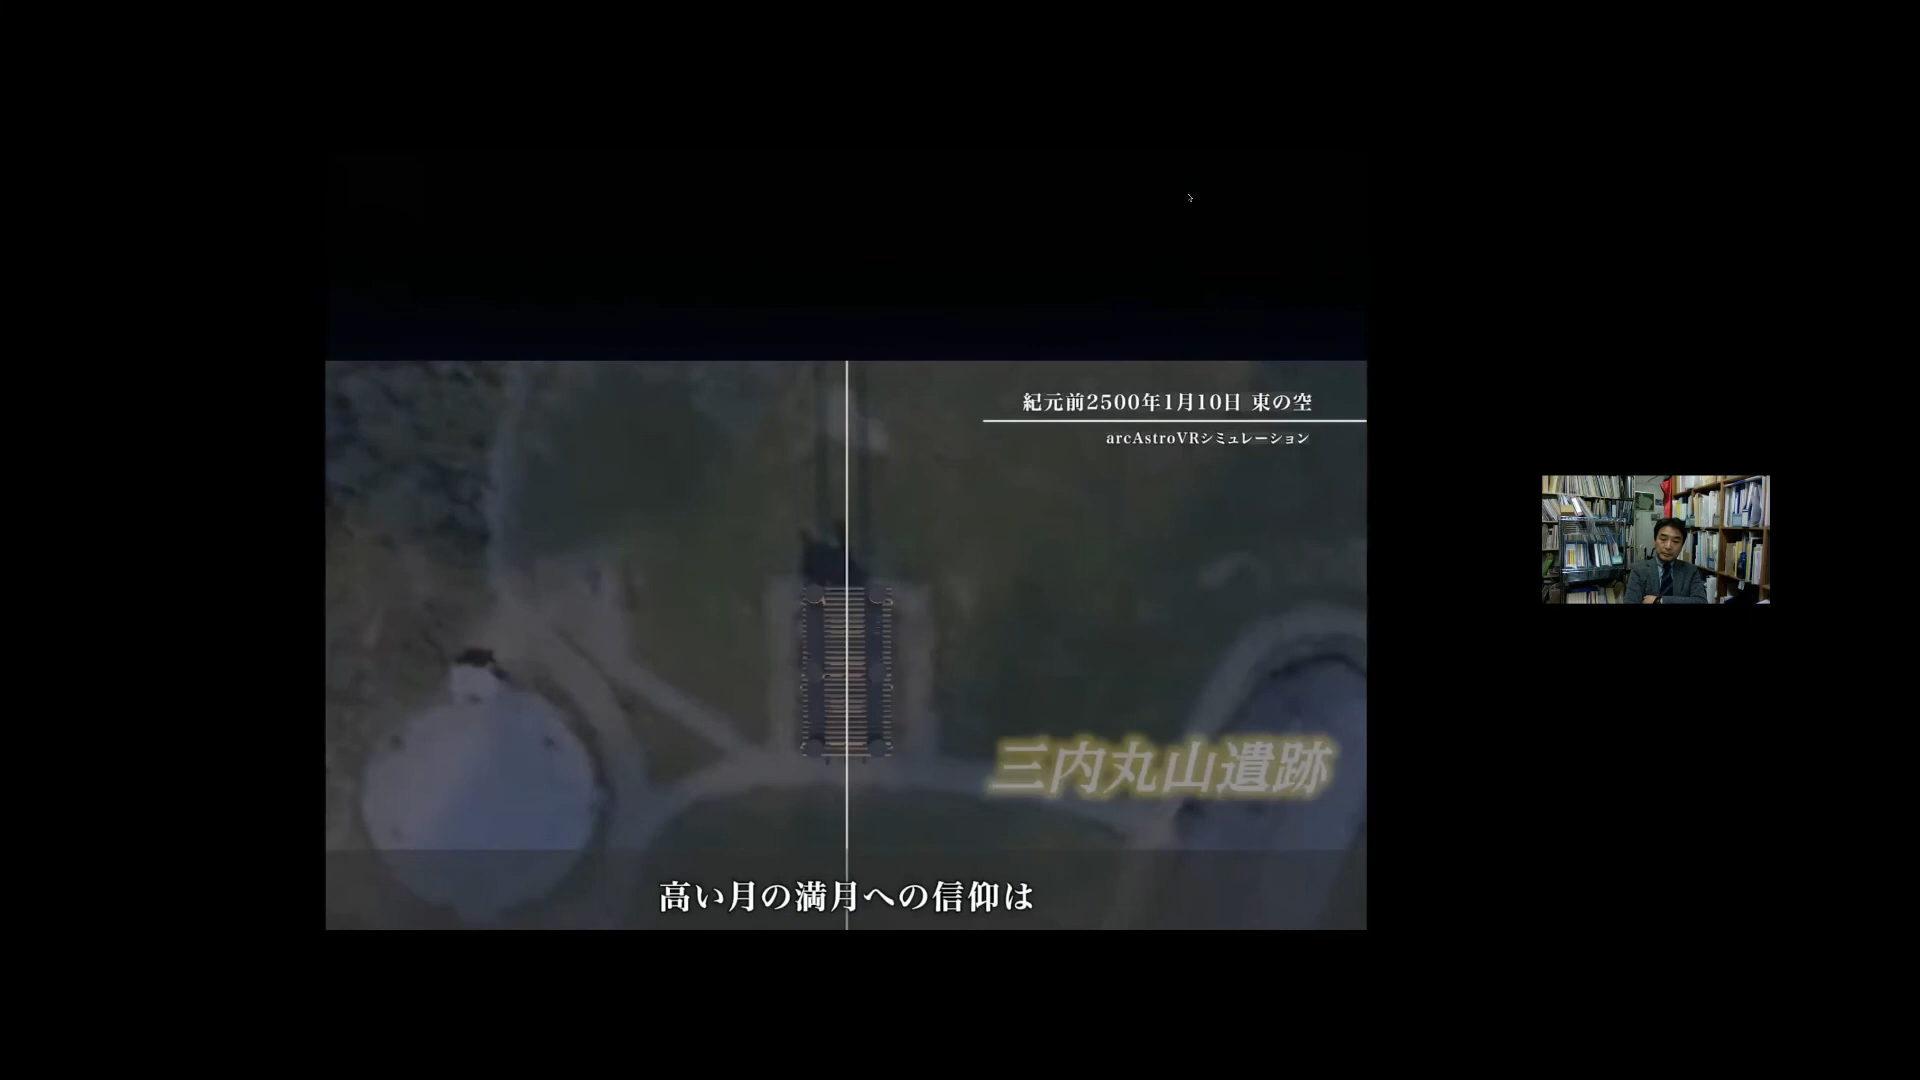 紀元前2500年1月10日 東の空
arcAstroVRシミュレーション
三内丸山遺跡
高い月の満月への信仰は